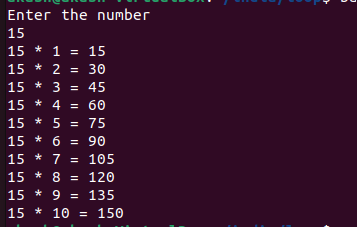 Enter the number
15
15 * 1 = 15
15 * 2 = 30
15 * 3 = 45
15 * 4 = 60
15 * 5 = 75
15 * 6 = 90
15 * 7 = 105
15 * 8 = 120
15 * 9 = 135
15 * 10 = 150